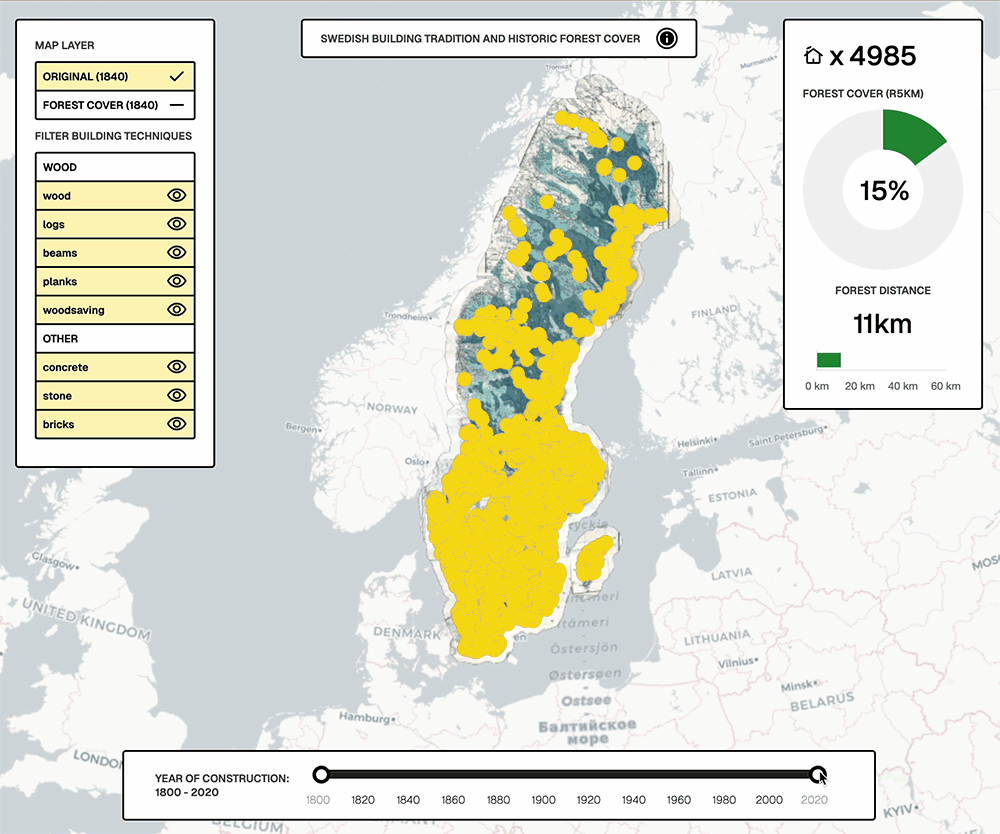 MAP LAYER
ORIGINAL (1840)
FOREST COVER (1840)
FILTER BUILDING TECHNIQUES
WOOD
wood
logs
beams
planks
woodsaving
OTHER
concrete
stone
bricks
SWEDISH BUILDING TRADITION AND HISTORIC FOREST COVER
x 4985
FOREST COVER (R5KM)
15%
FOREST DISTANCE
11km
0 km 20 km 40 km 60 km
Tromsø
Murmansk
Trondheim
FINLAND
NORWAY
Bergen
Oslo
Helsinki
Saint Petersburg
Tallinn
ESTONIA
Glasgow
UNITED KINGDOM
LATVIA
DENMARK
LITHUANIA
Vilnius
Östersjön
Østersøen
Ostsee
Балтийское
море
Minsk
BELARUS
Hamburg
LONDON
BELGIUM
KYIV
YEAR OF CONSTRUCTION:
1800 - 2020
1800 1820 1840 1860 1880 1900 1920 1940 1960 1980 2000 2020